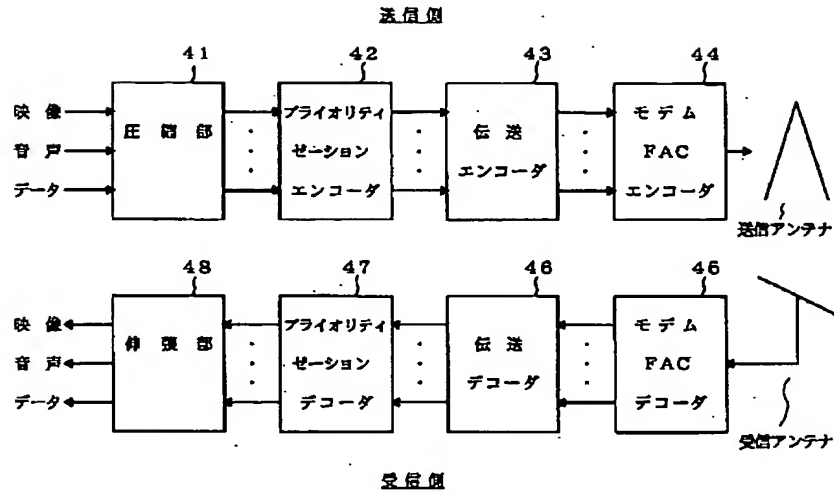 送信側
41 42 43 44
映 像
音 声
データ
圧 縮 部
プライオリティ
ゼーション
エンコーダ
伝 送
エンコーダ
モ デ ム
FAC
エンコーダ
送信アンテナ
48 47 46 45
映 像
音 声
データ
伸 張 部
プライオリティ
ゼーション
デコーダ
伝 送
デコーダ
モ デ ム
FAC
デコーダ
受信アンテナ
受信側